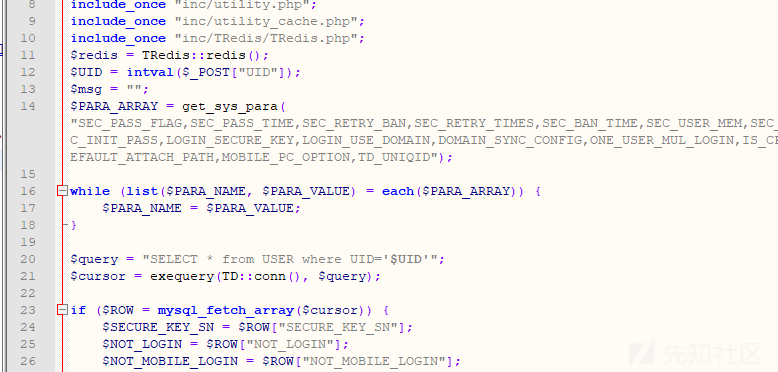 8 include_once "inc/utility.php";
9 include_once "inc/utility_cache.php";
10 include_once "inc/TRedis/TRedis.php";
11 $redis = TRedis::redis();
12 $UID = intval($_POST["UID"]);
13 $msg = "";
14 $PARA_ARRAY = get_sys_para(
"SEC_PASS_FLAG,SEC_PASS_TIME,SEC_RETRY_BAN,SEC_RETRY_TIMES,SEC_BAN_TIME,SEC_USER_MEM,SEC_
C_INIT_PASS,LOGIN_SECURE_KEY,LOGIN_USE_DOMAIN,DOMAIN_SYNC_CONFIG,ONE_USER_MUL_LOGIN,IS_CF
EFAULT_ATTACH_PATH,MOBILE_PC_OPTION,TD_UNIQID");
15
16 while (list($PARA_NAME, $PARA_VALUE) = each($PARA_ARRAY)) {
17 $PARA_NAME = $PARA_VALUE;
18 }
19
20 $query = "SELECT * from USER where UID='$UID'";
21 $cursor = exequery(TD::conn(), $query);
22
23 if ($ROW = mysql_fetch_array($cursor)) {
24 $SECURE_KEY_SN = $ROW["SECURE_KEY_SN"];
25 $NOT_LOGIN = $ROW["NOT_LOGIN"];
26 $NOT_MOBILE_LOGIN = $ROW["NOT_MOBILE_LOGIN"];
先知社区